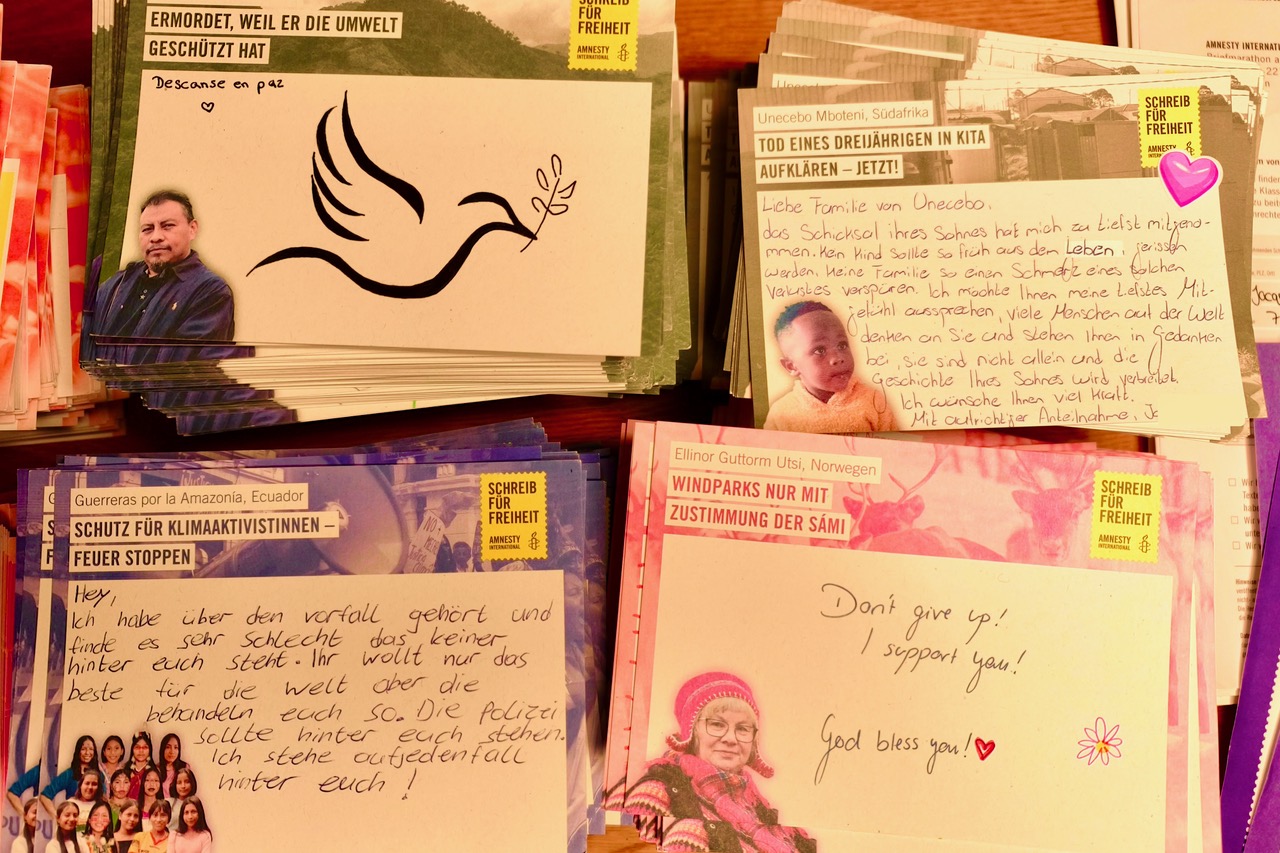 ERMORDET, WEIL ER DIE UMWELT
GESCHÜTZT HAT
SCHREIB
FÜR
FREIHEIT
AMNESTY
INTERNATIONAL
Descanse en paz
Unecebo Mboteni, Südafrika
TOD EINES DREIJÄHRIGEN IN KITA
AUFKLÄREN – JETZT!
SCHREIB
FÜR
FREIHEIT
Liebe Familie von Unecebo.
das Schicksal ihres Sohnes hat mich zu tiefst mitgeno-
mmen. Kein Kind sollte so früh aus dem Leben gerissen
werden. Keine Familie so einen Schmerz eines solchen
Verlustes verspüren. Ich möchte Ihnen meine tiefstes Mit-
gefühl aussprechen, viele Menschen auf der Welt
denken an Sie und stehen Ihnen in Gedanken
bei, sie sind nicht allein und die
Geschichte Ihres Sohnes wird verbreitet.
Ich wünsche Ihnen viel Kraft.
Mit aufrichtiger Anteilnahme,
Guerreras por la Amazonía, Ecuador
SCHUTZ FÜR KLIMAAKTIVISTINNEN –
FEUER STOPPEN
SCHREIB
FÜR
FREIHEIT
AMNESTY
INTERNATIONAL
Hey,
Ich habe über den vorfall gehört und
finde es sehr schlecht das keiner
hinter euch steht. Ihr wollt nur das
beste für die welt aber die
behandeln euch so. Die Polizei
sollte hinter euch stehen.
Ich stehe aufjedenfall
hinter euch!
Ellinor Guttorm Utsi, Norwegen
WINDPARKS NUR MIT
ZUSTIMMUNG DER SÁMI
SCHREIB
FÜR
FREIHEIT
AMNESTY
INTERNATIONAL
Don't give up!
I support you!
God bless you!